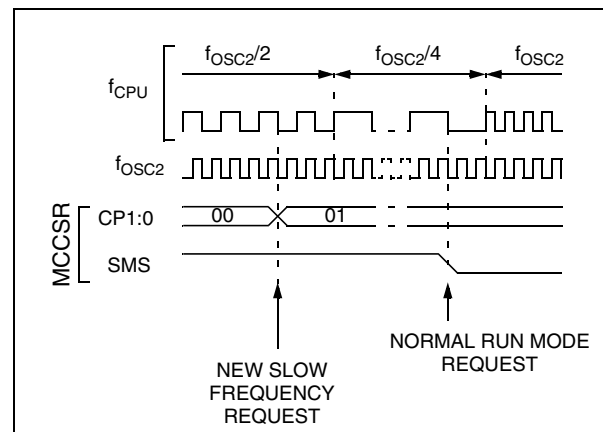 fOSC2/2 fOSC2/4 fOSC2
fCPU
fOSC2
MCCSR
CP1:0 00 01
SMS
NEW SLOW
FREQUENCY
REQUEST
NORMAL RUN MODE
REQUEST